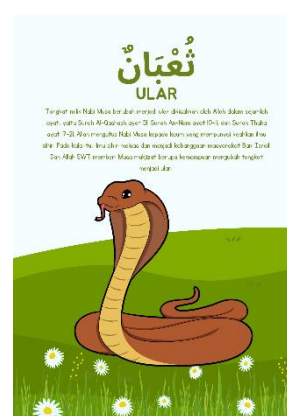 ثُعْبَانٌ
ULAR
Tongkat milik Nabi Musa berubah menjadi ular dikisahkan oleh Allah dalam sejumlah
ayat, yaitu Surah Al-Qashash ayat 31, Surah An-Naml ayat 10-11, dan Surah Thaha
ayat 17-21. Allah mengutus Nabi Musa kepada kaum yang mempunyai keahlian ilmu
sihir. Pada kala itu, ilmu sihir meluas dan menjadi kebanggaan masyarakat Bani Israil
Dan Allah SWT memberi Musa mukjizat berupa kemampuan mengubah tongkat
menjadi ular